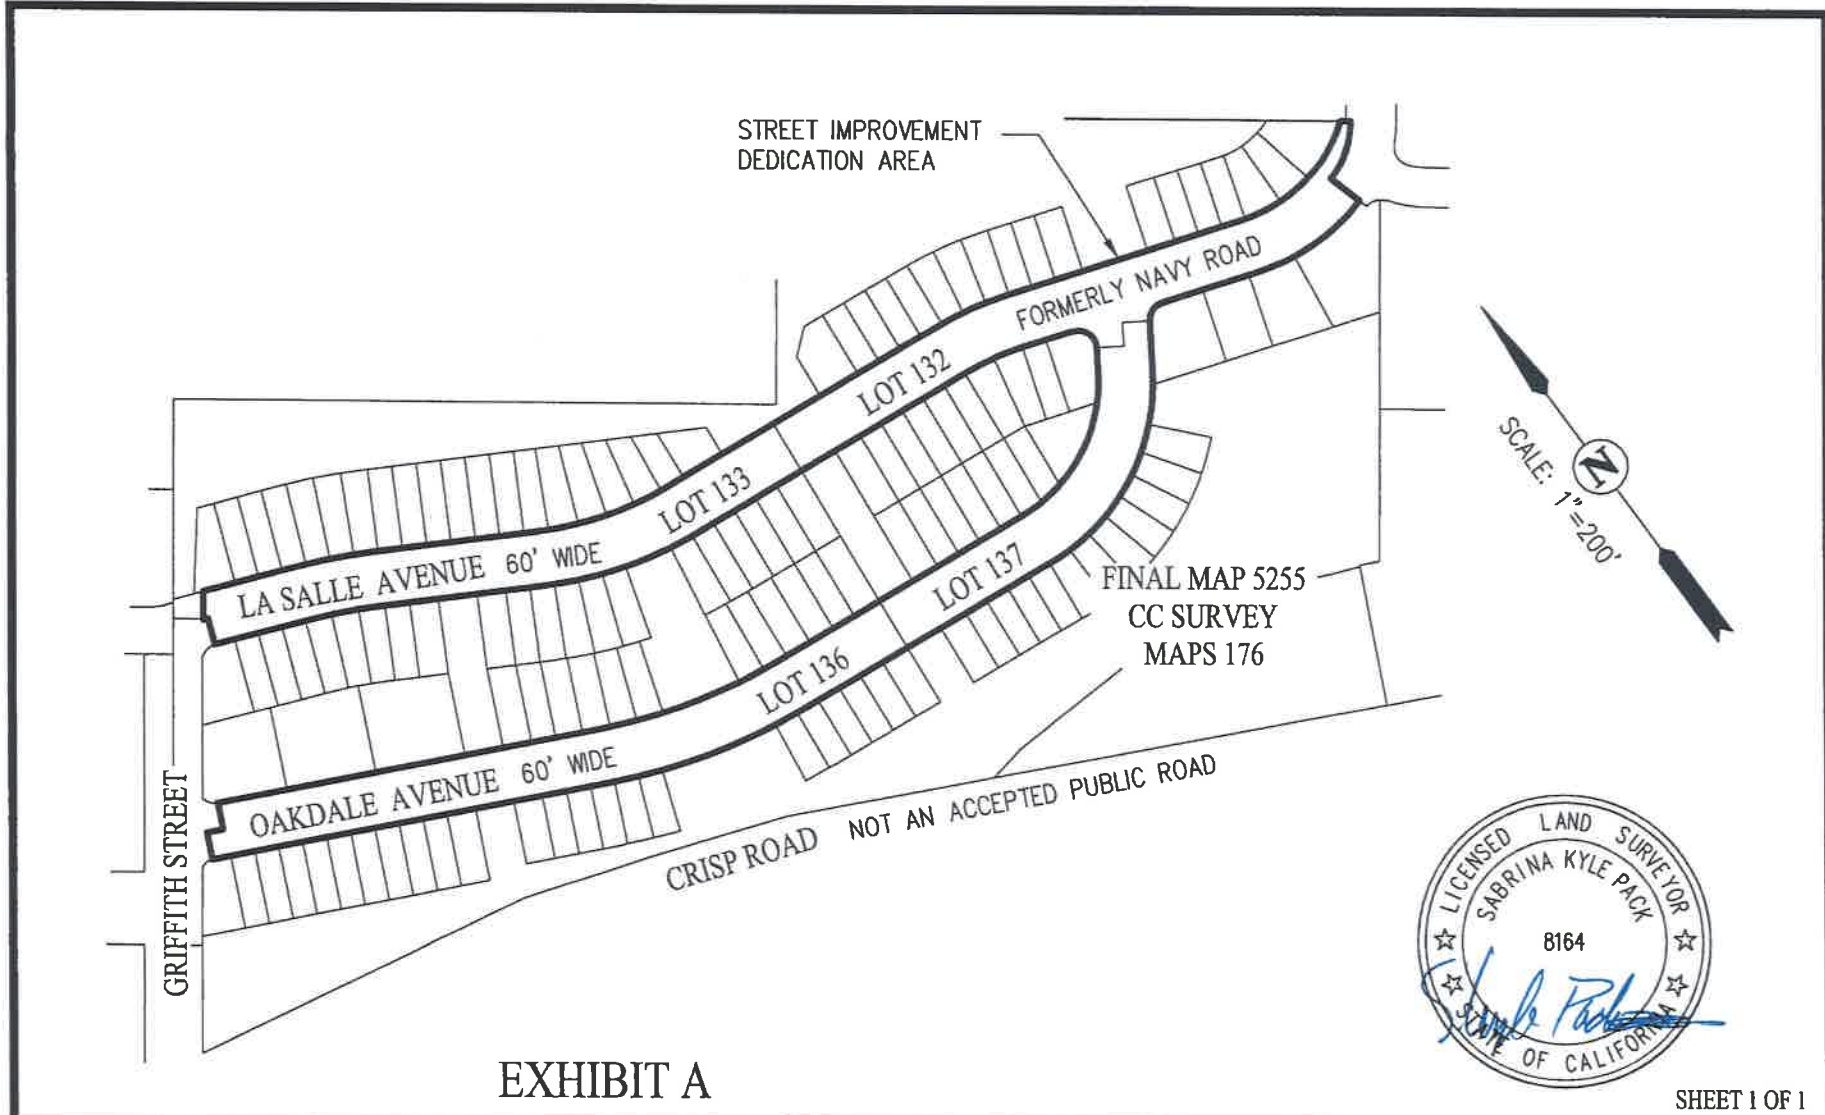 STREET IMPROVEMENT
DEDICATION AREA
FORMERLY NAVY ROAD
LOT 132
LOT 133
LA SALLE AVENUE 60' WIDE
SCALE: 1"=200'
N
LOT 137
FINAL MAP 5255
CC SURVEY
MAPS 176
LOT 136
OAKDALE AVENUE 60' WIDE
GRIFFITH STREET
CRISP ROAD NOT AN ACCEPTED PUBLIC ROAD
LICENSED LAND SURVEYOR
SABRINA KYLE PACK
8164
STATE OF CALIFORNIA
EXHIBIT A
SHEET 1 OF 1